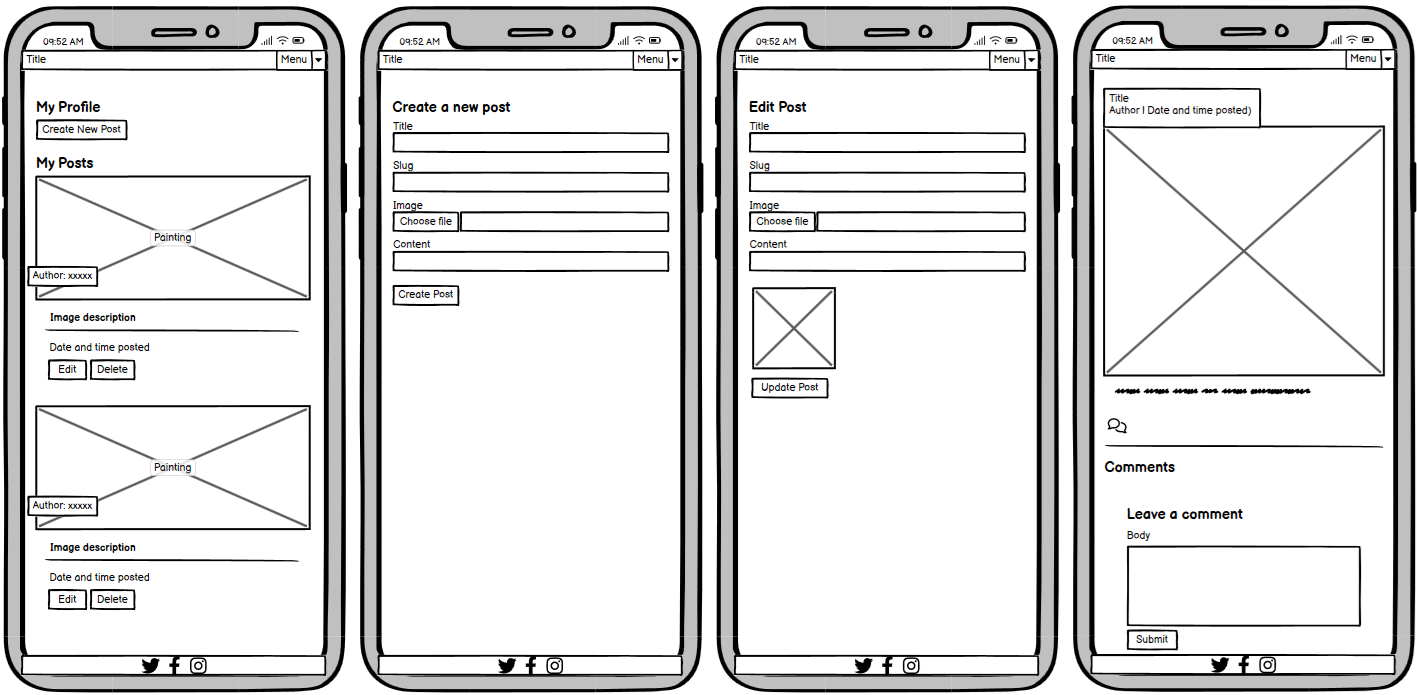 09:52 AM
Title
Menu
My Profile
Create New Post
My Posts
Painting
Author: xxxxx
Image description
Date and time posted
Edit
Delete
Painting
Author: xxxxx
Image description
Date and time posted
Edit
Delete
09:52 AM
Title
Menu
Create a new post
Title
Slug
Image
Choose file
Content
Create Post
09:52 AM
Title
Menu
Edit Post
Title
Slug
Image
Choose file
Content
Update Post
09:52 AM
Title
Menu
Title
Author | Date and time posted)
Comments
Leave a comment
Body
Submit